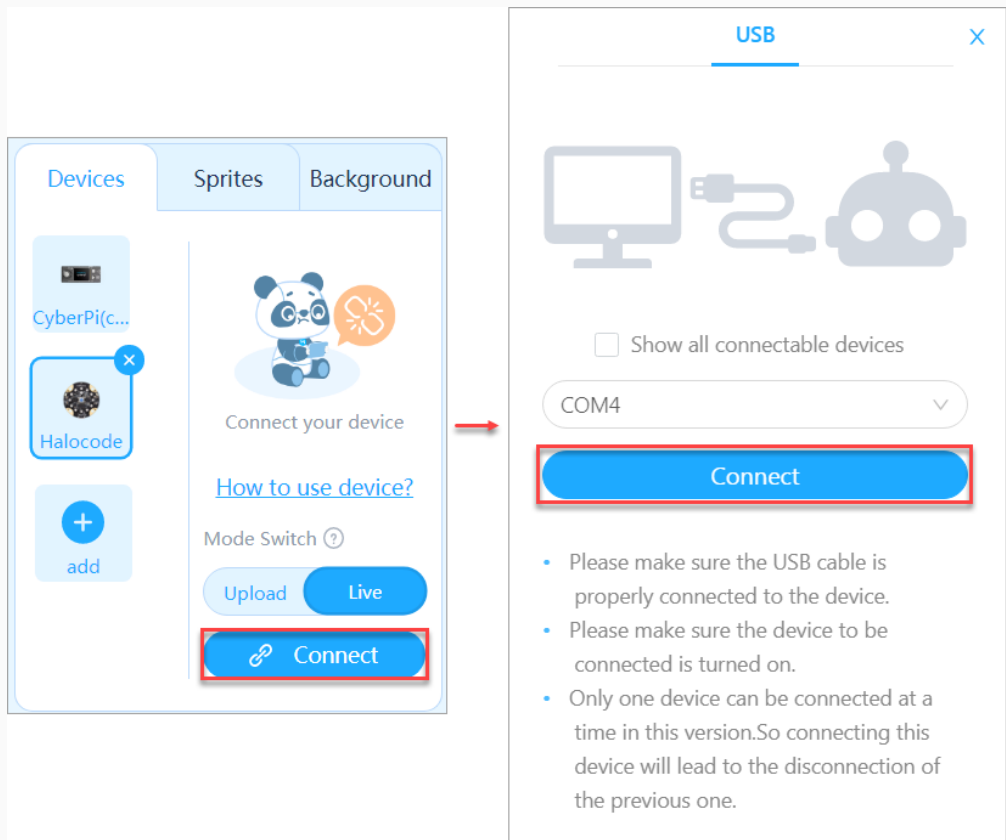 Devices
Sprites
Background
CyberPi(c...
Halocode
add
Connect your device
How to use device?
Mode Switch ?
Upload
Live
Connect
USB
X
Show all connectable devices
COM4
Connect
• Please make sure the USB cable is
properly connected to the device.
• Please make sure the device to be
connected is turned on.
• Only one device can be connected at a
time in this version.So connecting this
device will lead to the disconnection of
the previous one.